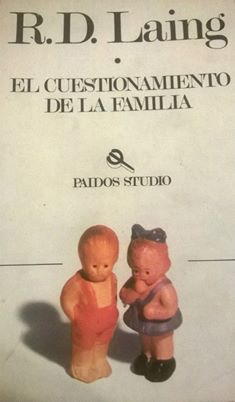 R.D. Laing
•
EL CUESTIONAMIENTO
DE LA FAMILIA
PAIDOS STUDIO